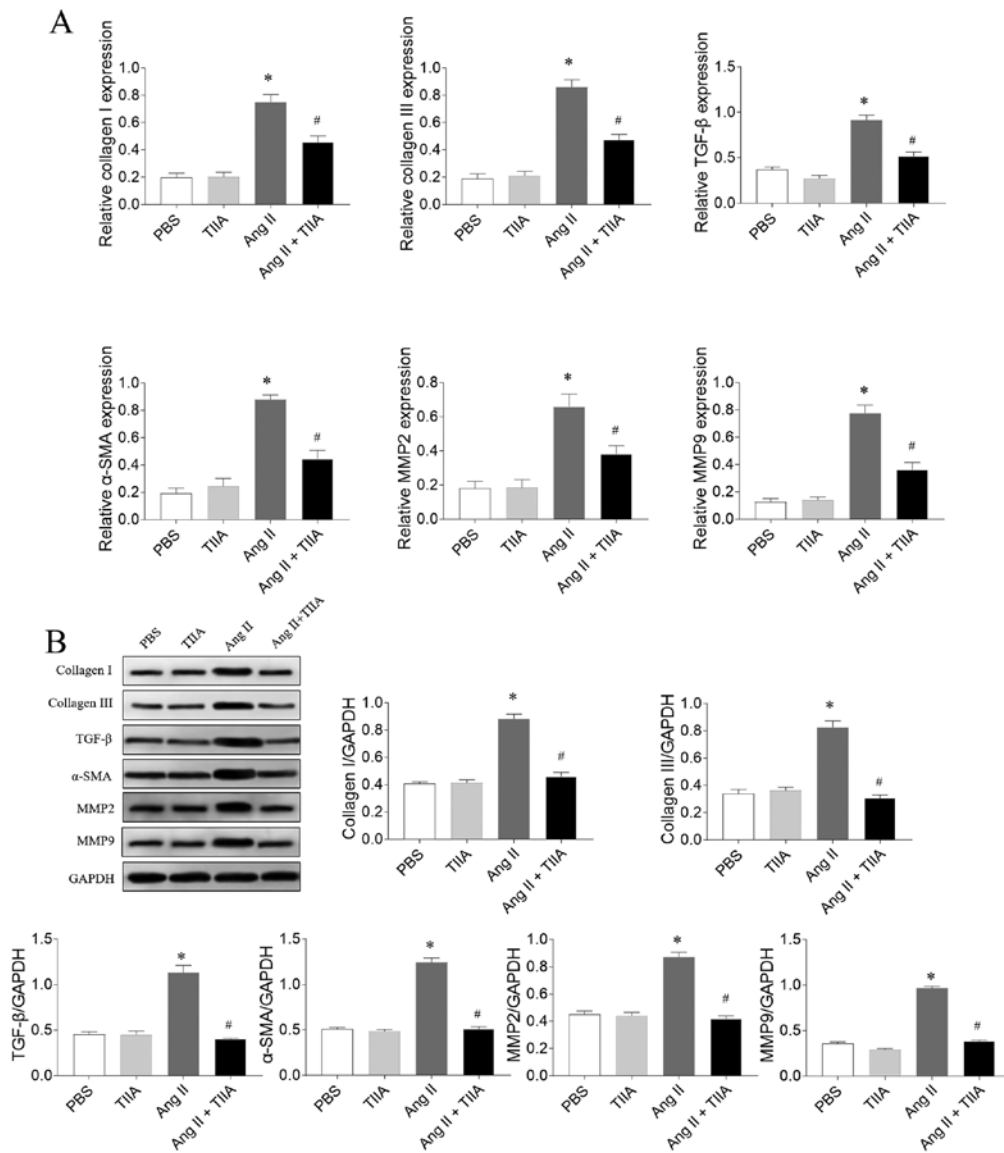 A
Relative collagen I expression
1.0
0.8
0.6
0.4
0.2
0.0
*
#
PBS
TIIA
Ang II
Ang II + TIIA
Relative collagen III expression
1.0
0.8
0.6
0.4
0.2
0.0
*
#
PBS
TIIA
Ang II
Ang II + TIIA
Relative TGF-β expression
1.5
1.0
0.5
0.0
*
#
PBS
TIIA
Ang II
Ang II + TIIA
Relative α-SMA expression
1.0
0.8
0.6
0.4
0.2
0.0
*
#
PBS
TIIA
Ang II
Ang II + TIIA
Relative MMP2 expression
0.8
0.6
0.4
0.2
0.0
*
#
PBS
TIIA
Ang II
Ang II + TIIA
Relative MMP9 expression
1.0
0.8
0.6
0.4
0.2
0.0
*
#
PBS
TIIA
Ang II
Ang II + TIIA
B
PBS
TIIA
Ang II
Ang II+TIIA
Collagen I
Collagen III
TGF-β
α-SMA
MMP2
MMP9
GAPDH
Collagen I/GAPDH
1.0
0.8
0.6
0.4
0.2
0.0
*
#
PBS
TIIA
Ang II
Ang II + TIIA
Collagen III/GAPDH
1.0
0.8
0.6
0.4
0.2
0.0
*
#
PBS
TIIA
Ang II
Ang II + TIIA
TGF-β/GAPDH
1.5
1.0
0.5
0.0
*
#
PBS
TIIA
Ang II
Ang II + TIIA
α-SMA/GAPDH
1.5
1.0
0.5
0.0
*
#
PBS
TIIA
Ang II
Ang II + TIIA
MMP2/GAPDH
1.0
0.8
0.6
0.4
0.2
0.0
*
#
PBS
TIIA
Ang II
Ang II + TIIA
MMP9/GAPDH
1.5
1.0
0.5
0.0
*
#
PBS
TIIA
Ang II
Ang II + TIIA